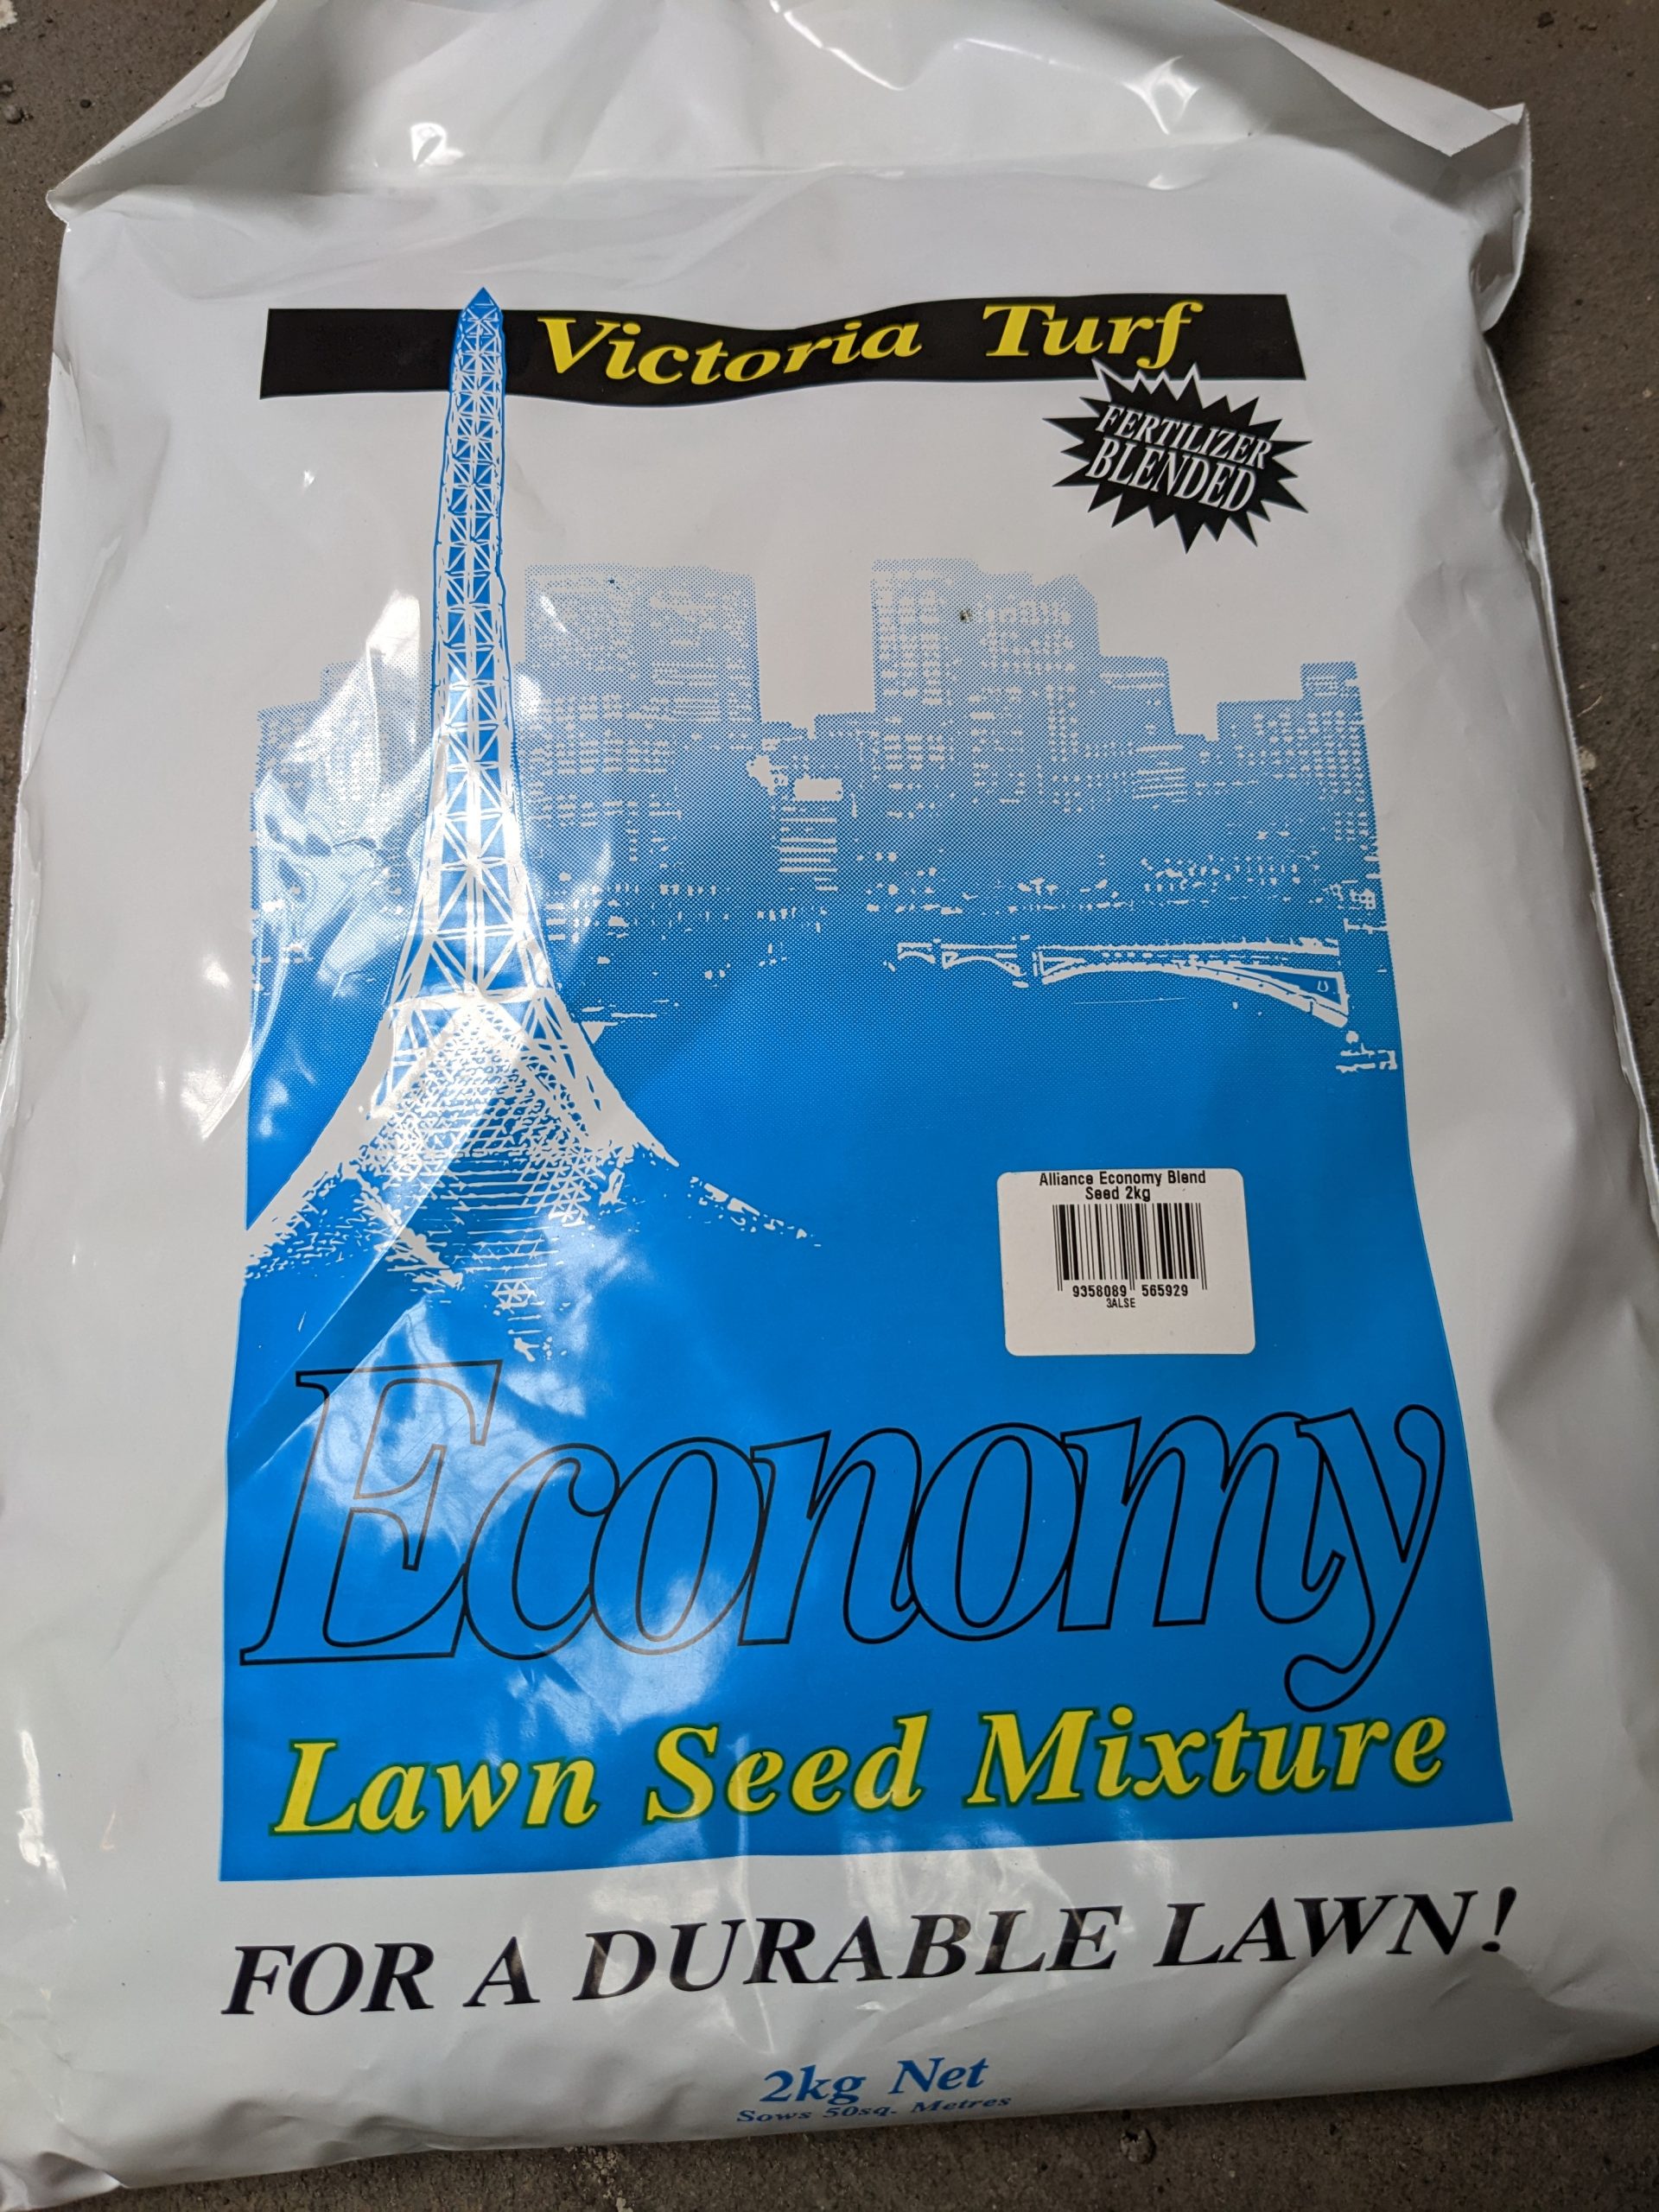 Victoria Turf
FERTILIZER
BLENDED
Alliance Economy Blend
Seed 2kg
9358089 565929
3ALSE
Economy
Lawn Seed Mixture
FOR A DURABLE LAWN!
2kg Net
Sows 50sq. Metres